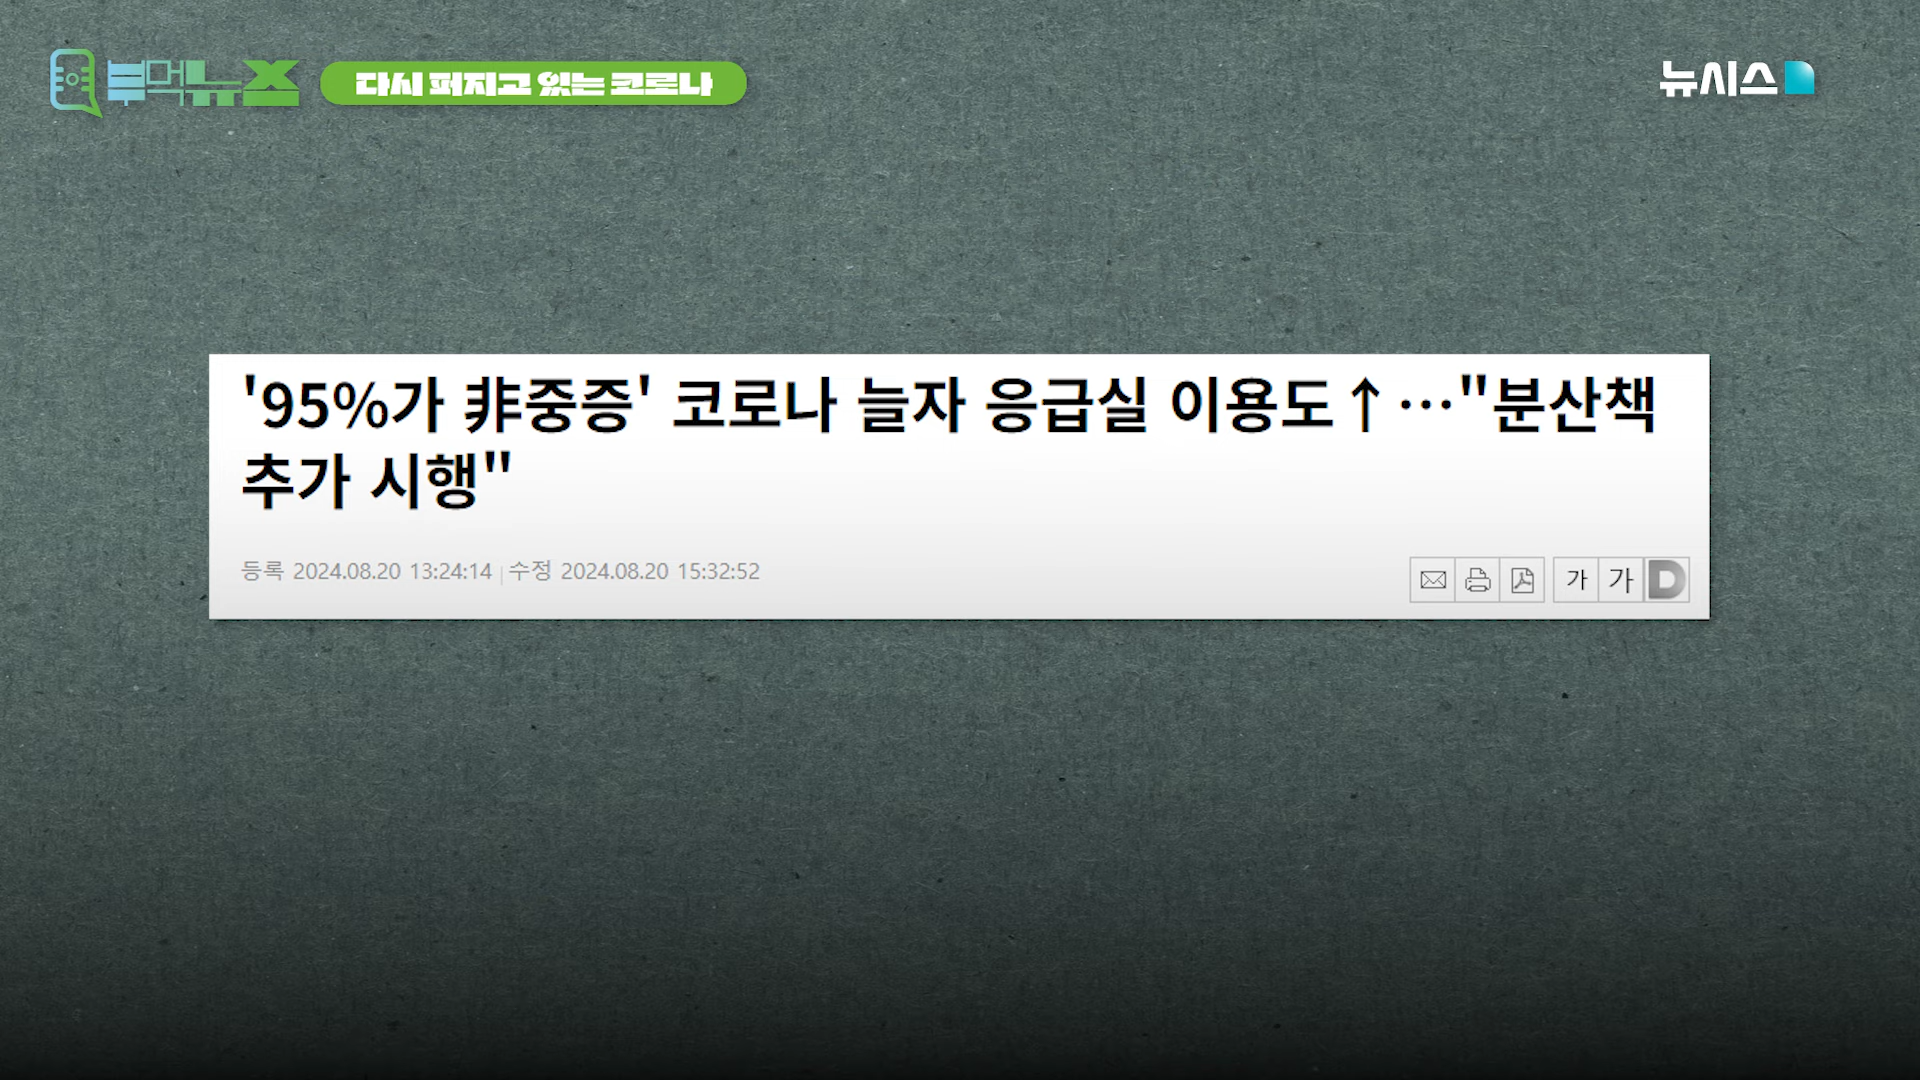 부먹뉴스
다시 퍼지고 있는 코로나
뉴시스
'95%가 非중증' 코로나 늘자 응급실 이용도↑…"분산책
추가 시행"
등록 2024.08.20 13:24:14 | 수정 2024.08.20 15:32:52
가 가 D